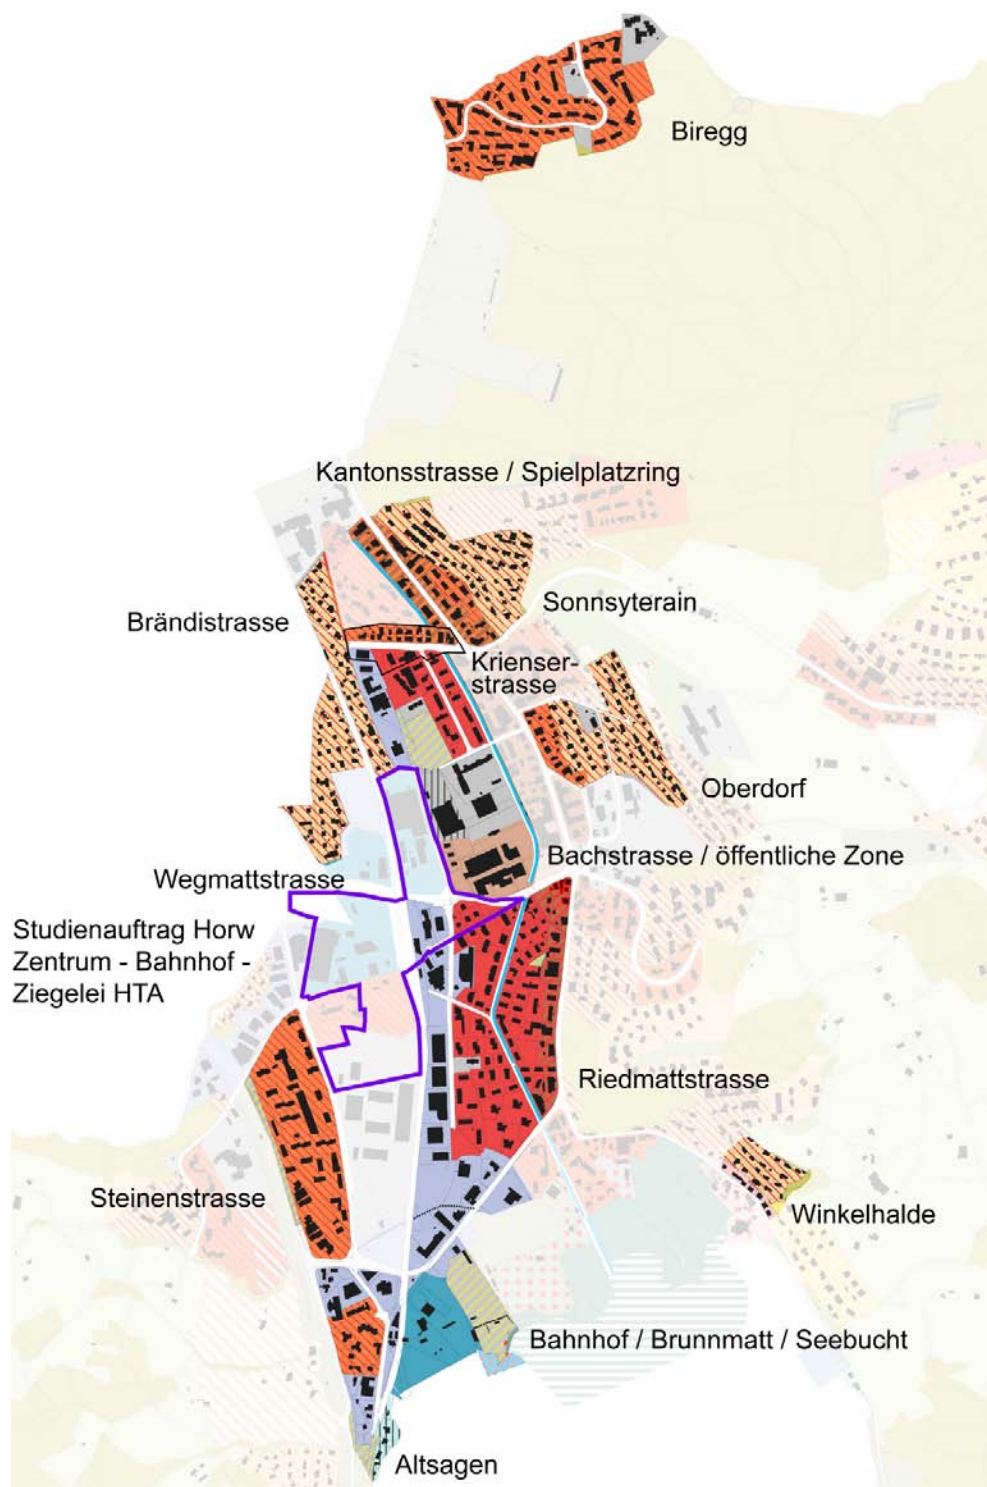 Biregg
Kantonsstrasse / Spielplatzring
Sonnsyterain
Brändistrasse
Krienser-
strasse
Oberdorf
Bachstrasse / öffentliche Zone
Wegmattstrasse
Studienauftrag Horw
Zentrum - Bahnhof -
Ziegelei HTA
Riedmattstrasse
Steinenstrasse
Winkelhalde
Bahnhof / Brunnmatt / Seebucht
Altsagen